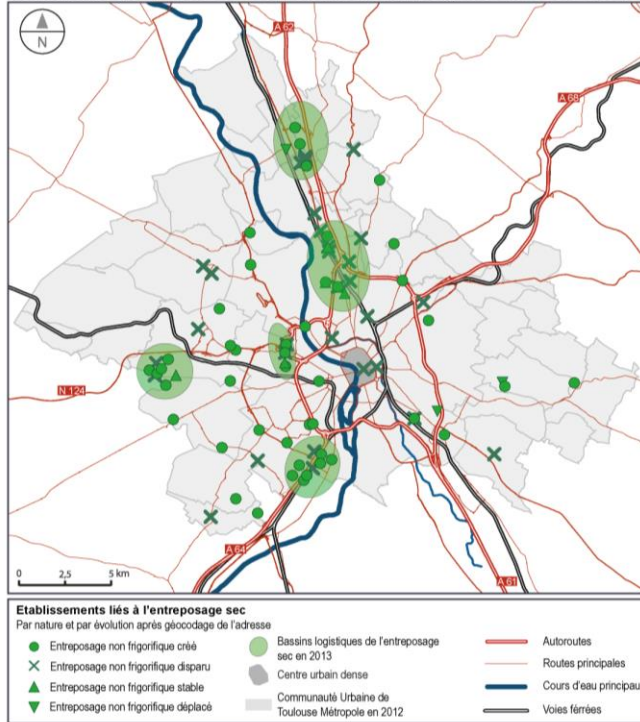 N
A 62
A 68
N 124
A 64
A 61
0 2,5 5 km
Etablissements liés à l'entreposage sec
Par nature et par évolution après géocodage de l'adresse
Entreposage non frigorifique créé
Entreposage non frigorifique disparu
Entreposage non frigorifique stable
Entreposage non frigorifique déplacé
Bassins logistiques de l'entreposage
sec en 2013
Centre urbain dense
Communauté Urbaine de
Toulouse Métropole en 2012
Autoroutes
Routes principales
Cours d'eau principau
Voies férrées